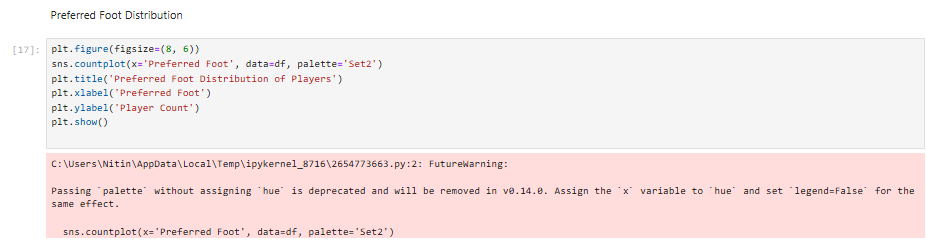 Preferred Foot Distribution
[17]: plt.figure(figsize=(8, 6))
sns.countplot(x='Preferred Foot', data=df, palette='Set2')
plt.title('Preferred Foot Distribution of Players')
plt.xlabel('Preferred Foot')
plt.ylabel('Player Count')
plt.show()
C:\Users\Nitin\AppData\Local\Temp\ipykernel_8716\2654773663.py:2: FutureWarning:
Passing `palette` without assigning `hue` is deprecated and will be removed in v0.14.0. Assign the `x` variable to `hue` and set `legend=False` for the
same effect.
sns.countplot(x='Preferred Foot', data=df, palette='Set2')